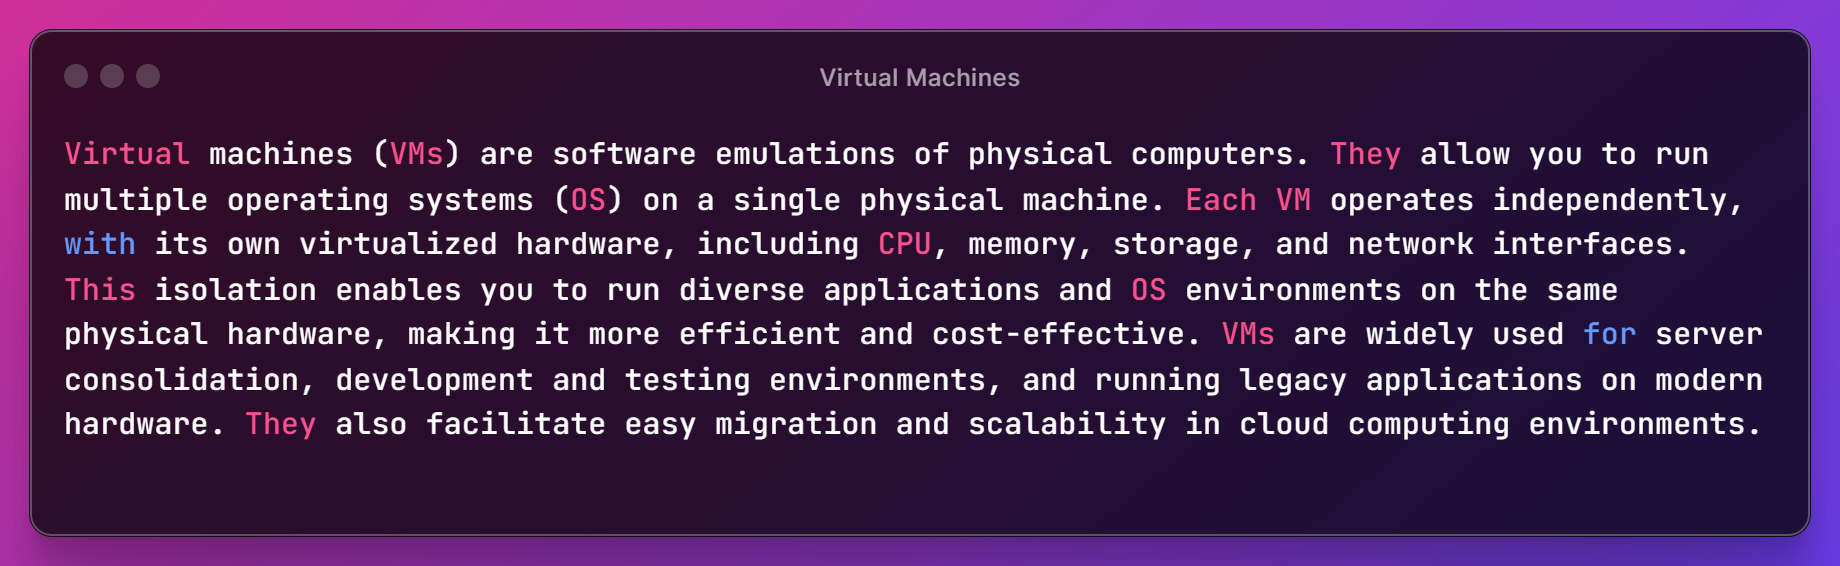 Virtual Machines
Virtual machines (VMs) are software emulations of physical computers. They allow you to run
multiple operating systems (OS) on a single physical machine. Each VM operates independently,
with its own virtualized hardware, including CPU, memory, storage, and network interfaces.
This isolation enables you to run diverse applications and OS environments on the same
physical hardware, making it more efficient and cost-effective. VMs are widely used for server
consolidation, development and testing environments, and running legacy applications on modern
hardware. They also facilitate easy migration and scalability in cloud computing environments.